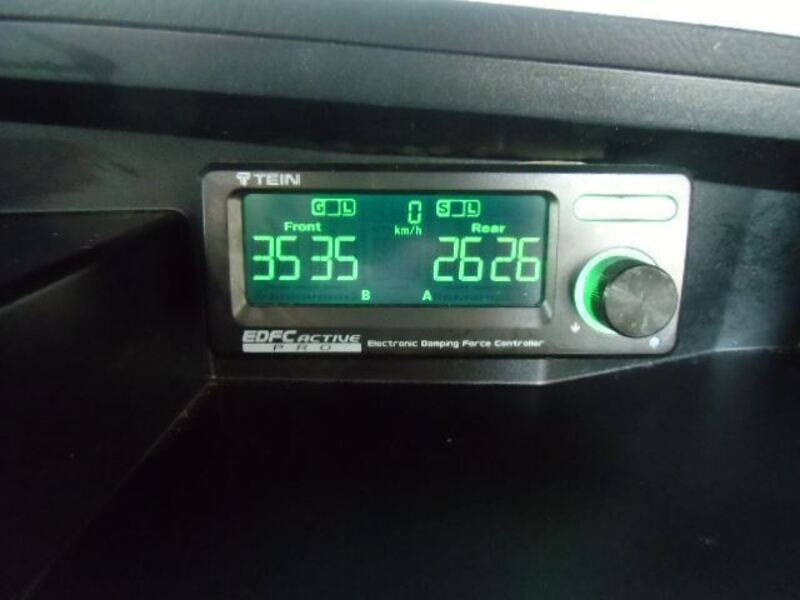 TEIN
G L 0 S L
Front km/h Rear
35 35 26 26
B A
EDFC ACTIVE
PRO Electronic Damping Force Controller